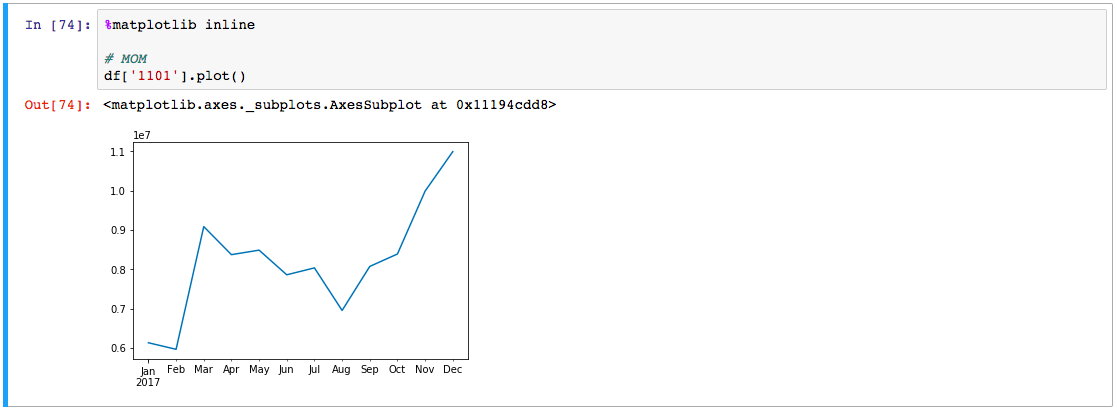 In [74]: %matplotlib inline
# MOM
df['1101'].plot()
Out[74]: <matplotlib.axes._subplots.AxesSubplot at 0x11194cdd8>
1e7
1.1
1.0
0.9
0.8
0.7
0.6
Jan Feb Mar Apr May Jun Jul Aug Sep Oct Nov Dec
2017